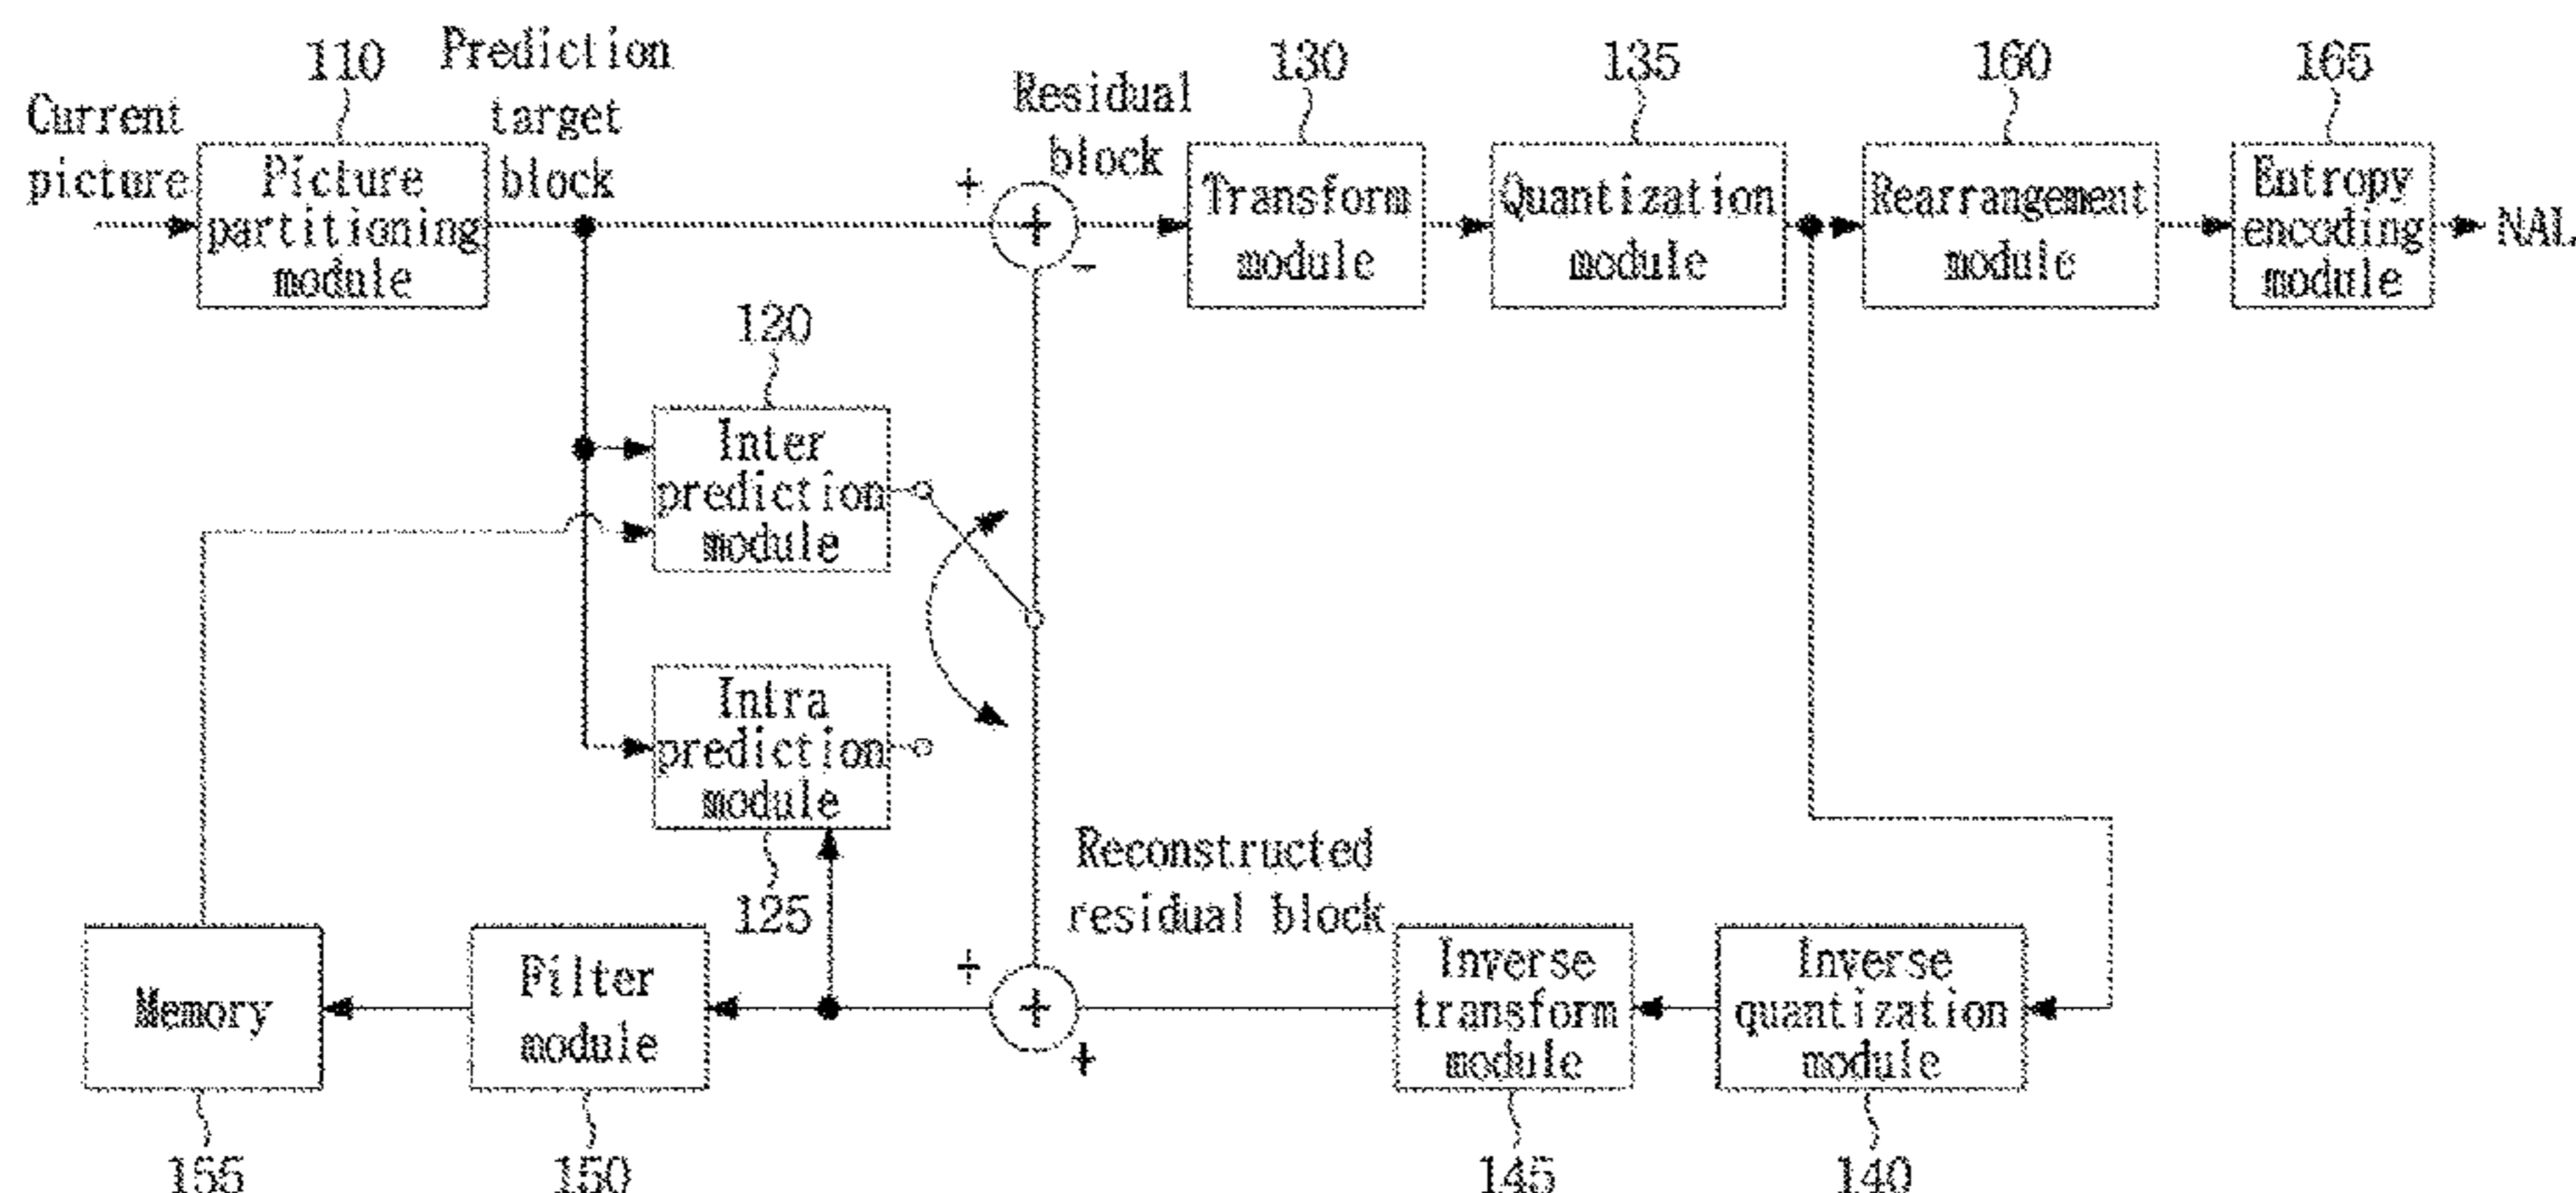 110
Prediction
target
block
Current
picture
Picture
partitioning
module
Residual
block
130
Transform
module
135
Quantization
module
160
Rearrangement
module
165
Entropy
encoding
module
NAL
+
+
−
120
Inter
prediction
module
Intra
prediction
module
125
Reconstructed
residual block
+
+
+
Memory
155
Filter
module
150
Inverse
transform
module
145
Inverse
quantization
module
140